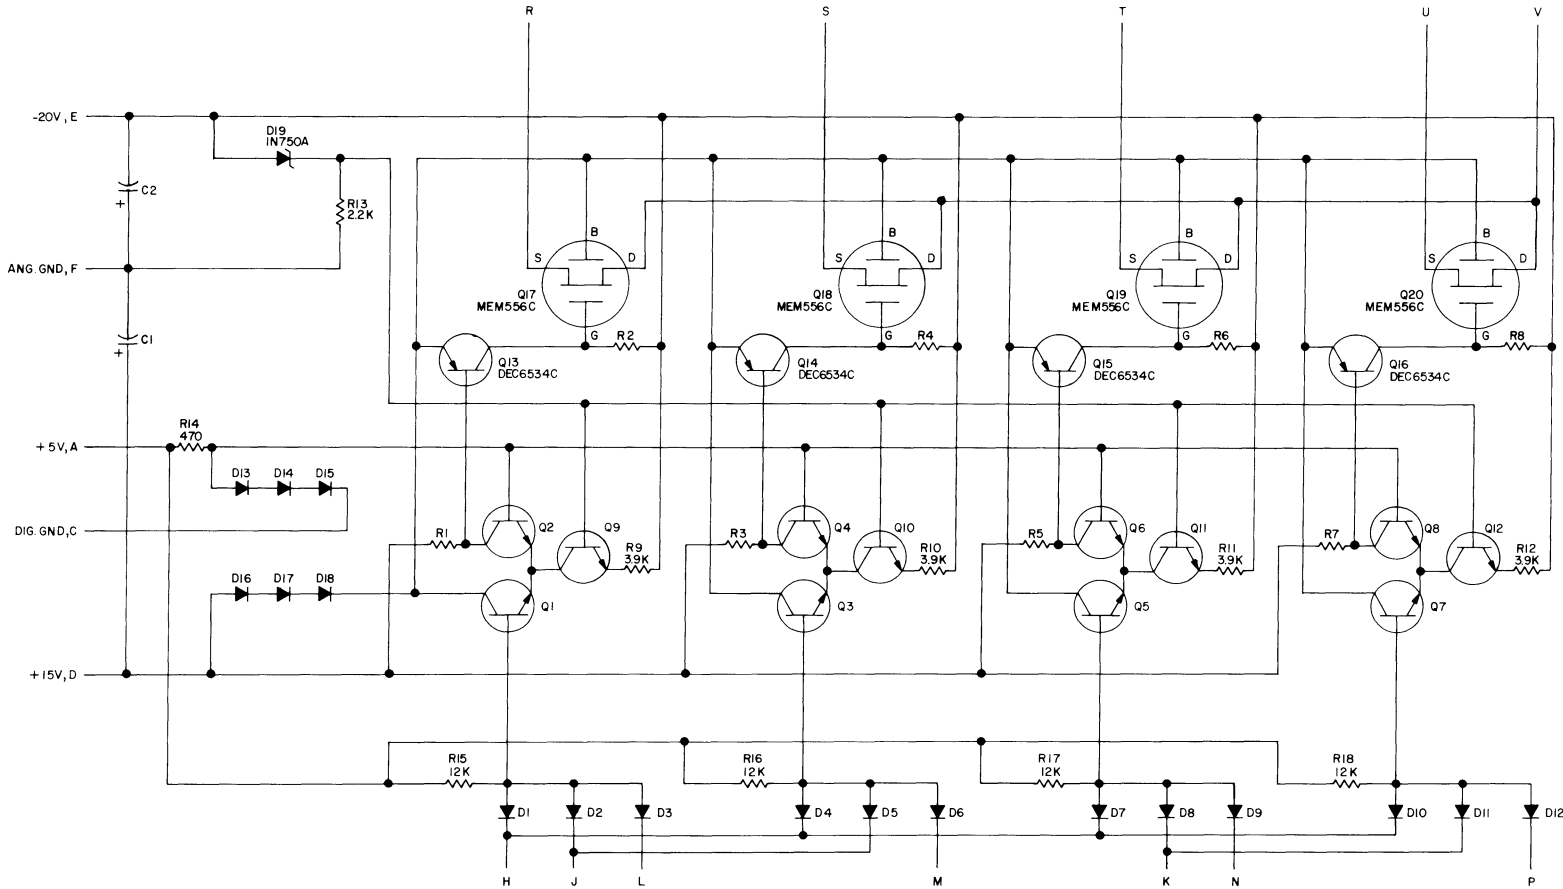 R S T U V
-20V, E
D19
1N750A
C2
+
R13
2.2K
B B B B
S D S D S D S D
ANG. GND, F
Q17
MEM556C
Q18
MEM556C
Q19
MEM556C
Q20
MEM556C
C1
+
G R2 G R4 G R6 G R8
Q13
DEC6534C
Q14
DEC6534C
Q15
DEC6534C
Q16
DEC6534C
R14
470
+5V, A
D13 D14 D15
DIG. GND, C
R1 Q2 Q9 R3 Q4 Q10 R5 Q6 Q11 R7 Q8 Q12
R9
3.9K
R10
3.9K
R11
3.9K
R12
3.9K
D16 D17 D18
Q1 Q3 Q5 Q7
+15V, D
R15
12K
R16
12K
R17
12K
R18
12K
D1 D2 D3 D4 D5 D6 D7 D8 D9 D10 D11 D12
H J L M K N P